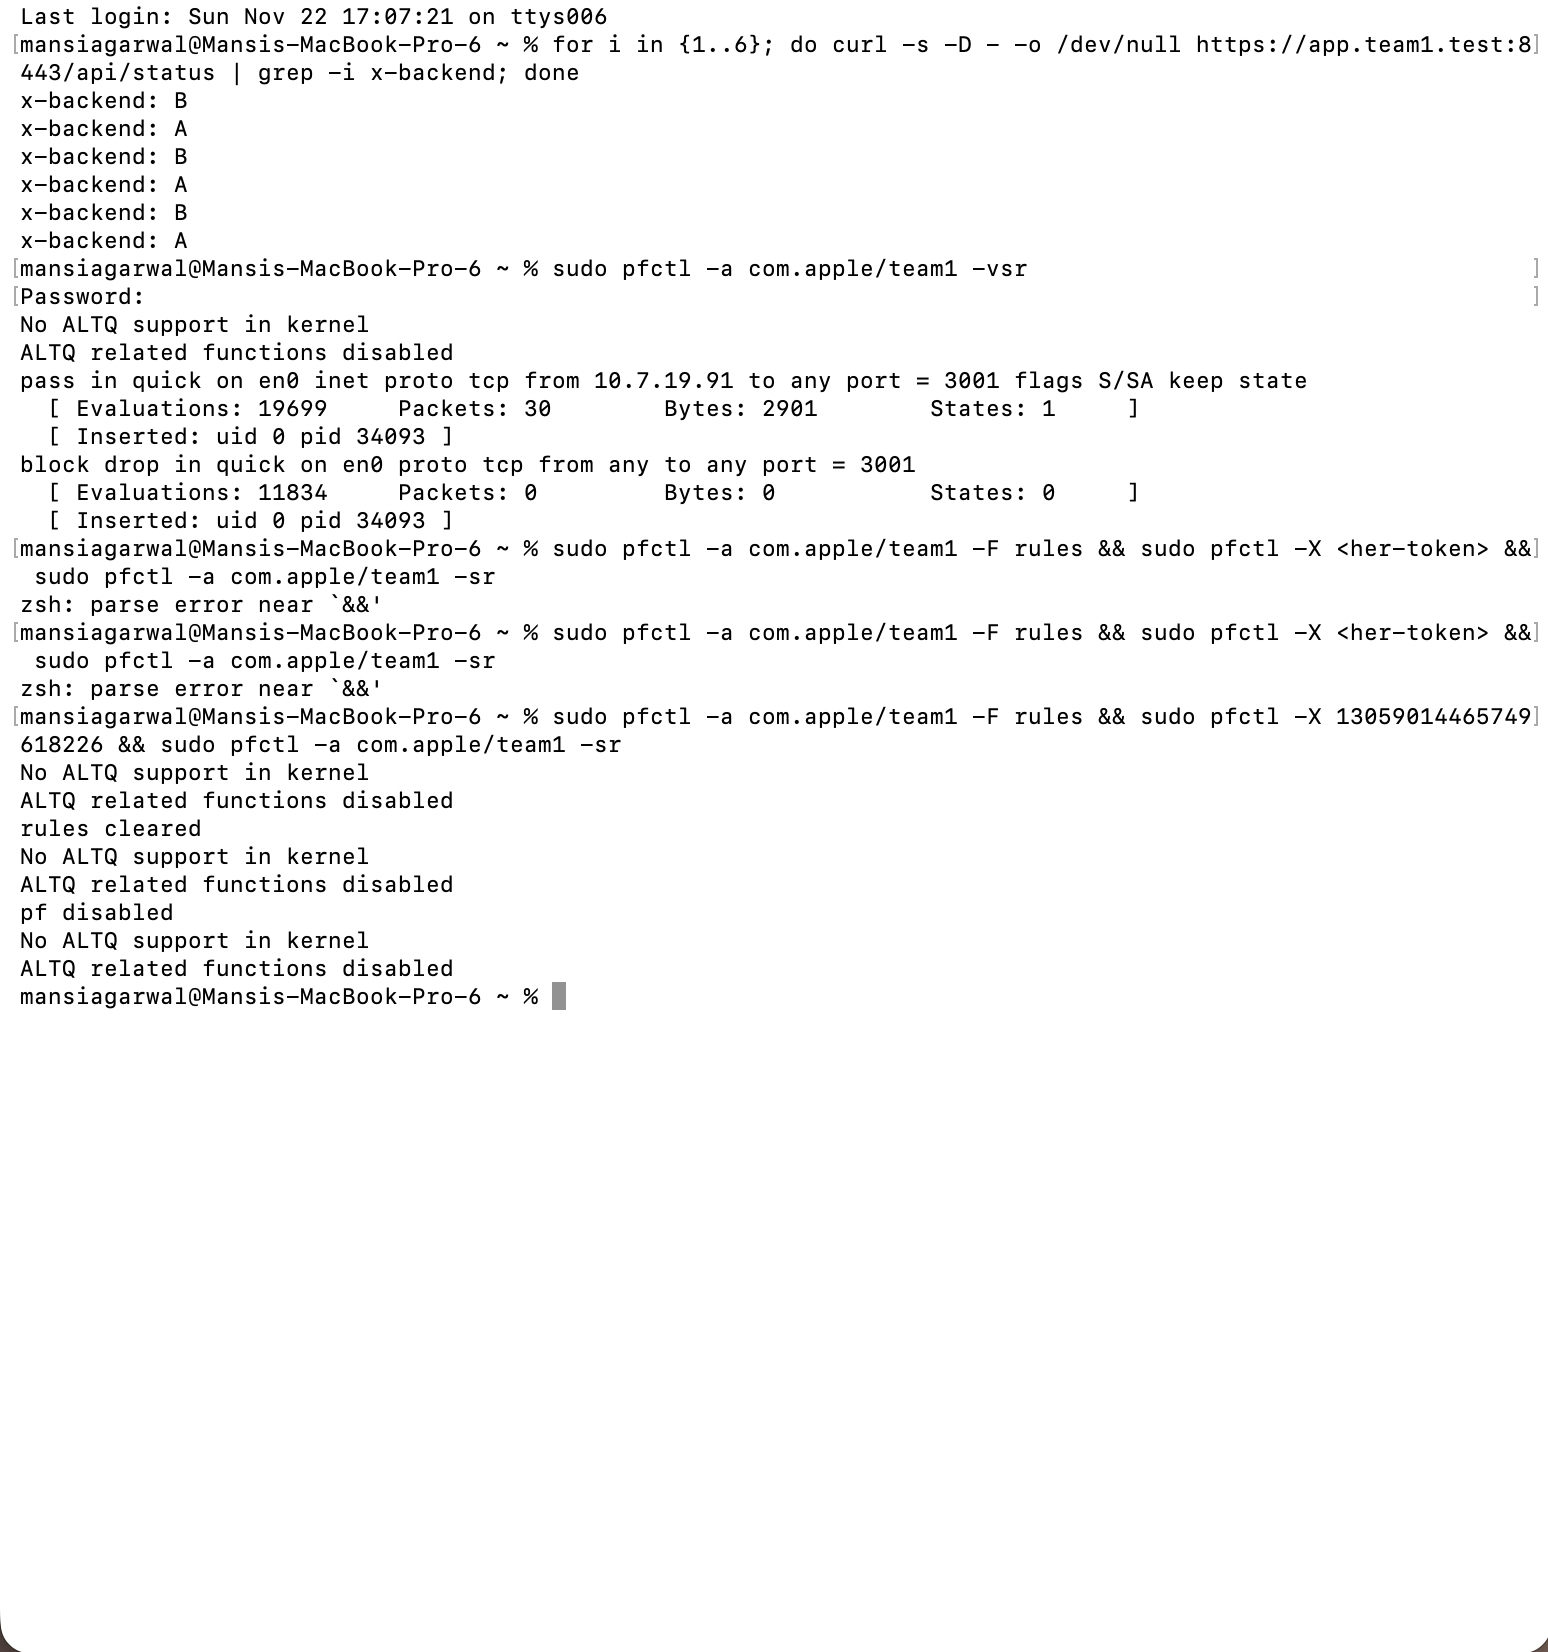 Last login: Sun Nov 22 17:07:21 on ttys006
[mansiagarwal@Mansis-MacBook-Pro-6 ~ % for i in {1..6}; do curl -s -D - -o /dev/null https://app.team1.test:8]
443/api/status | grep -i x-backend; done
x-backend: B
x-backend: A
x-backend: B
x-backend: A
x-backend: B
x-backend: A
[mansiagarwal@Mansis-MacBook-Pro-6 ~ % sudo pfctl -a com.apple/team1 -vsr ]
[Password: ]
No ALTQ support in kernel
ALTQ related functions disabled
pass in quick on en0 inet proto tcp from 10.7.19.91 to any port = 3001 flags S/SA keep state
  [ Evaluations: 19699     Packets: 30        Bytes: 2901        States: 1     ]
  [ Inserted: uid 0 pid 34093 ]
block drop in quick on en0 proto tcp from any to any port = 3001
  [ Evaluations: 11834     Packets: 0         Bytes: 0           States: 0     ]
  [ Inserted: uid 0 pid 34093 ]
[mansiagarwal@Mansis-MacBook-Pro-6 ~ % sudo pfctl -a com.apple/team1 -F rules && sudo pfctl -X <her-token> &&]
 sudo pfctl -a com.apple/team1 -sr
zsh: parse error near `&&'
[mansiagarwal@Mansis-MacBook-Pro-6 ~ % sudo pfctl -a com.apple/team1 -F rules && sudo pfctl -X <her-token> &&]
 sudo pfctl -a com.apple/team1 -sr
zsh: parse error near `&&'
[mansiagarwal@Mansis-MacBook-Pro-6 ~ % sudo pfctl -a com.apple/team1 -F rules && sudo pfctl -X 13059014465749]
618226 && sudo pfctl -a com.apple/team1 -sr
No ALTQ support in kernel
ALTQ related functions disabled
rules cleared
No ALTQ support in kernel
ALTQ related functions disabled
pf disabled
No ALTQ support in kernel
ALTQ related functions disabled
mansiagarwal@Mansis-MacBook-Pro-6 ~ %